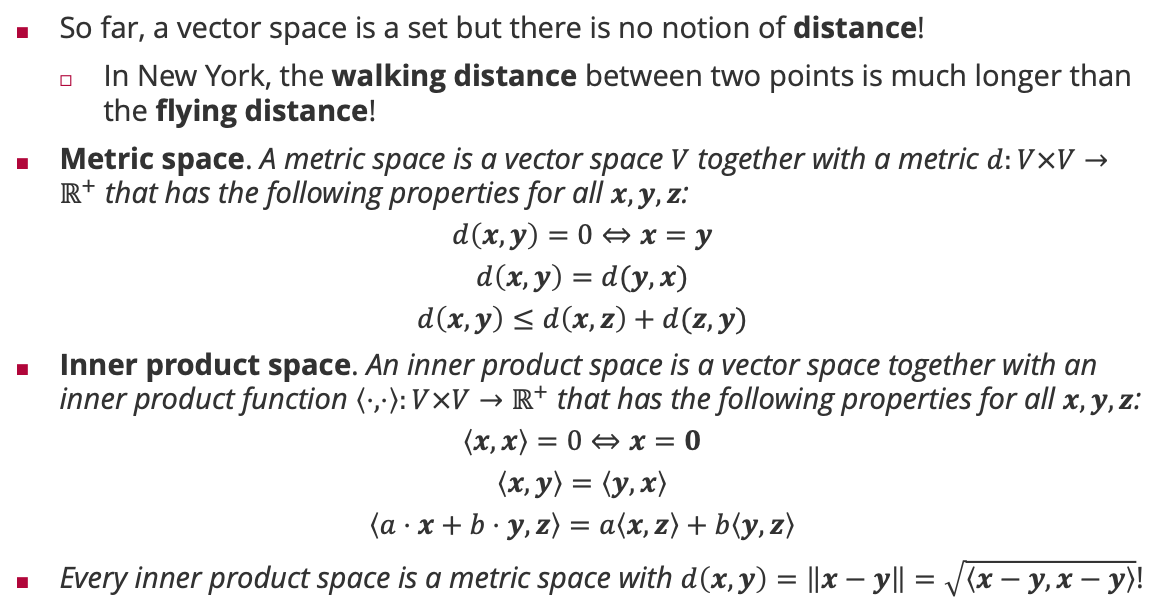 So far, a vector space is a set but there is no notion of distance!
In New York, the walking distance between two points is much longer than
the flying distance!
Metric space. A metric space is a vector space V together with a metric d: V×V →
ℝ⁺ that has the following properties for all x, y, z:
d(x, y) = 0 ⇔ x = y
d(x, y) = d(y, x)
d(x, y) ≤ d(x, z) + d(z, y)
Inner product space. An inner product space is a vector space together with an
inner product function ⟨·,·⟩: V×V → ℝ⁺ that has the following properties for all x, y, z:
⟨x, x⟩ = 0 ⇔ x = 0
⟨x, y⟩ = ⟨y, x⟩
⟨a · x + b · y, z⟩ = a⟨x, z⟩ + b⟨y, z⟩
Every inner product space is a metric space with d(x, y) = ‖x − y‖ = √⟨x − y, x − y⟩!